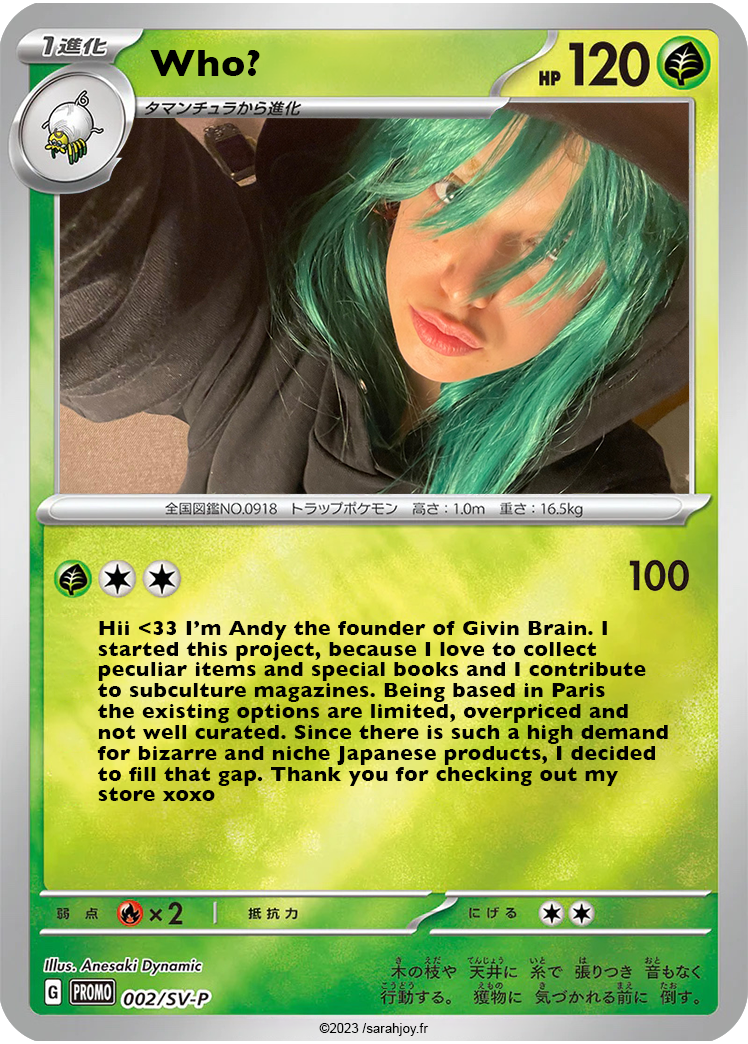 1進化
Who?
HP 120
タマンチュラから進化
全国図鑑NO.0918 トラップポケモン 高さ：1.0m 重さ：16.5kg
100
Hii <33 I'm Andy the founder of Givin Brain. I
started this project, because I love to collect
peculiar items and special books and I contribute
to subculture magazines. Being based in Paris
the existing options are limited, overpriced and
not well curated. Since there is such a high demand
for bizarre and niche Japanese products, I decided
to fill that gap. Thank you for checking out my
store xoxo
弱点 ×2 抵抗力 にげる
Illus. Anesaki Dynamic
木の枝や 天井に 糸で 張りつき 音もなく
行動する。 獲物に 気づかれる前に 倒す。
G PROMO 002/SV-P
©2023 /sarahjoy.fr